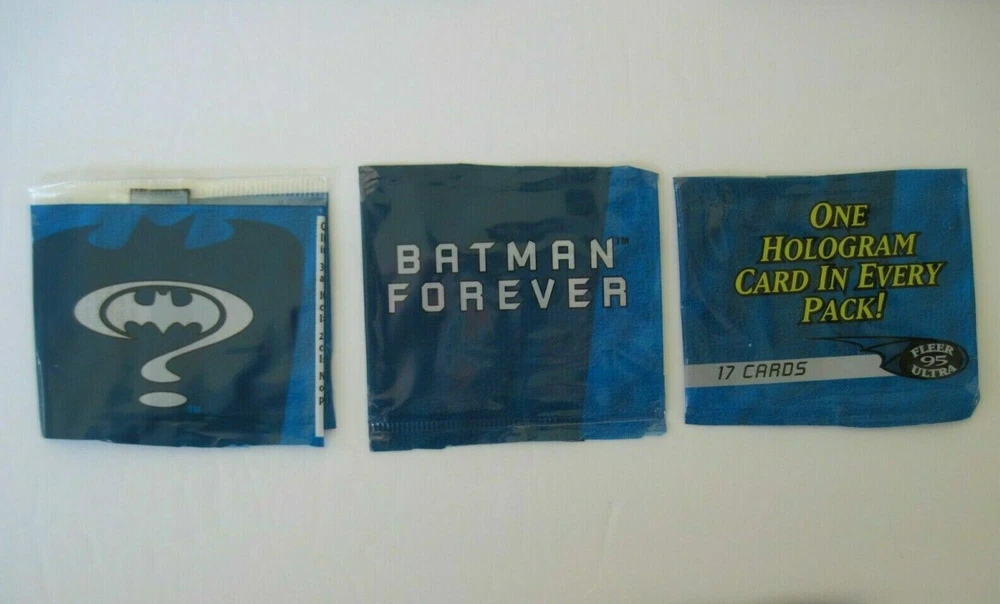 BATMAN™
FOREVER
ONE
HOLOGRAM
CARD IN EVERY
PACK!
17 CARDS
FLEER
95
ULTRA